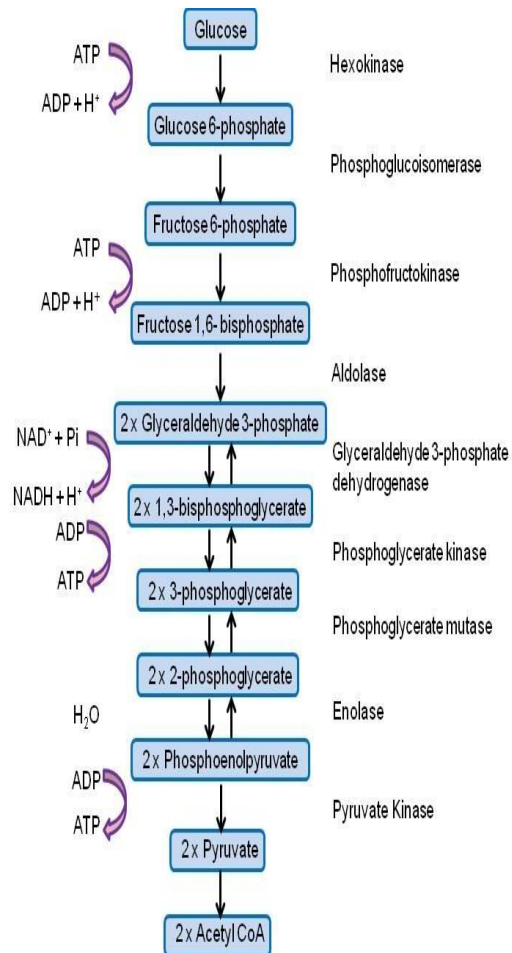 Glucose
ATP
Hexokinase
ADP + H⁺
Glucose 6-phosphate
Phosphoglucoisomerase
Fructose 6-phosphate
ATP
Phosphofructokinase
ADP + H⁺
Fructose 1,6- bisphosphate
Aldolase
2 x Glyceraldehyde 3-phosphate
NAD⁺ + Pi
Glyceraldehyde 3-phosphate
dehydrogenase
NADH + H⁺
2 x 1,3-bisphosphoglycerate
ADP
Phosphoglycerate kinase
ATP
2 x 3-phosphoglycerate
Phosphoglycerate mutase
2 x 2-phosphoglycerate
H₂O
Enolase
2 x Phosphoenolpyruvate
ADP
Pyruvate Kinase
ATP
2 x Pyruvate
2 x Acetyl CoA